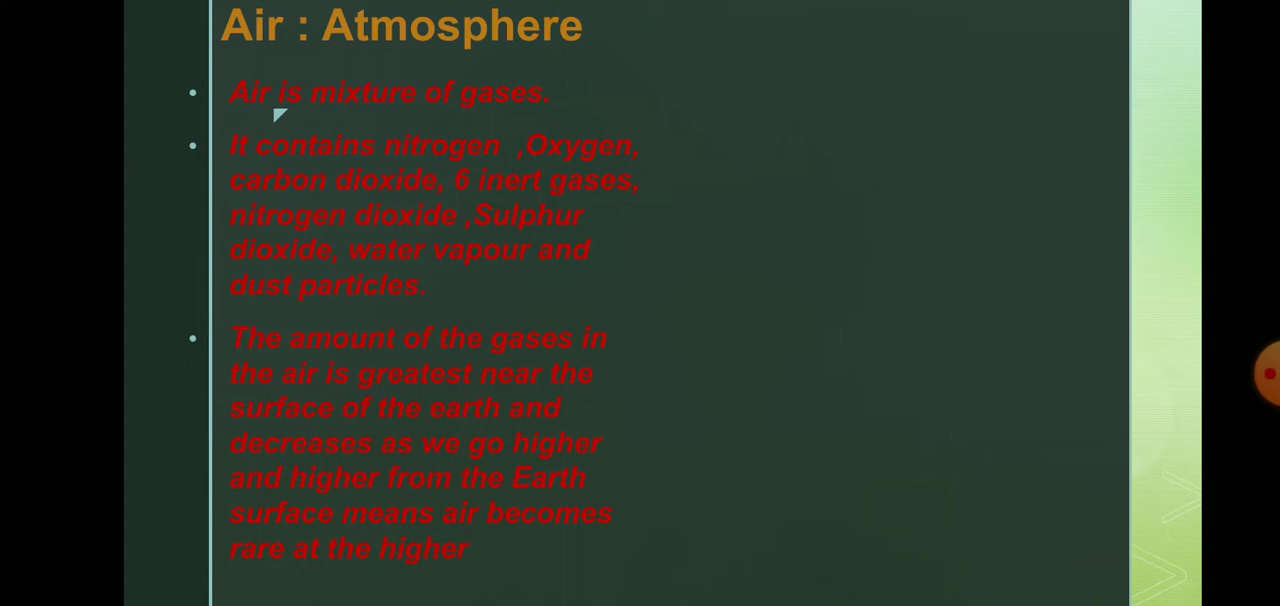 Air : Atmosphere
• Air is mixture of gases.
• It contains nitrogen ,Oxygen,
carbon dioxide, 6 inert gases,
nitrogen dioxide ,Sulphur
dioxide, water vapour and
dust particles.
• The amount of the gases in
the air is greatest near the
surface of the earth and
decreases as we go higher
and higher from the Earth
surface means air becomes
rare at the higher